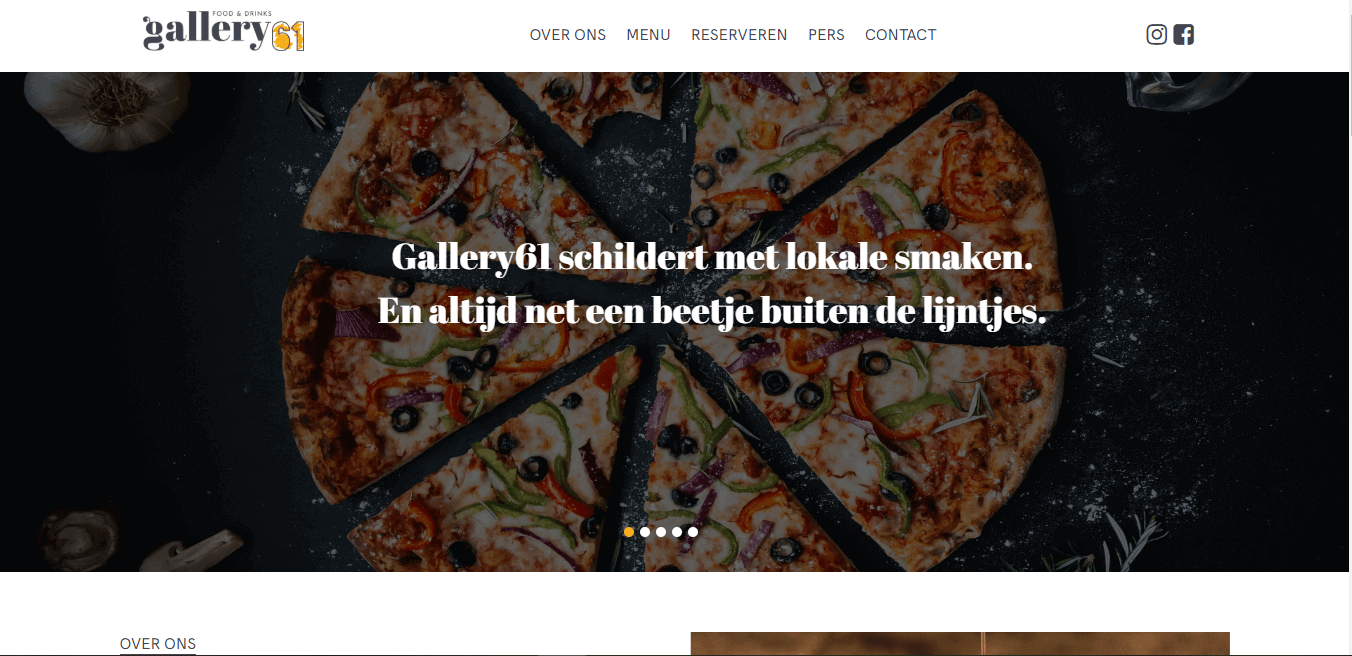 FOOD & DRINKS
gallery61
OVER ONS MENU RESERVEREN PERS CONTACT
Gallery61 schildert met lokale smaken.
En altijd net een beetje buiten de lijntjes.
OVER ONS